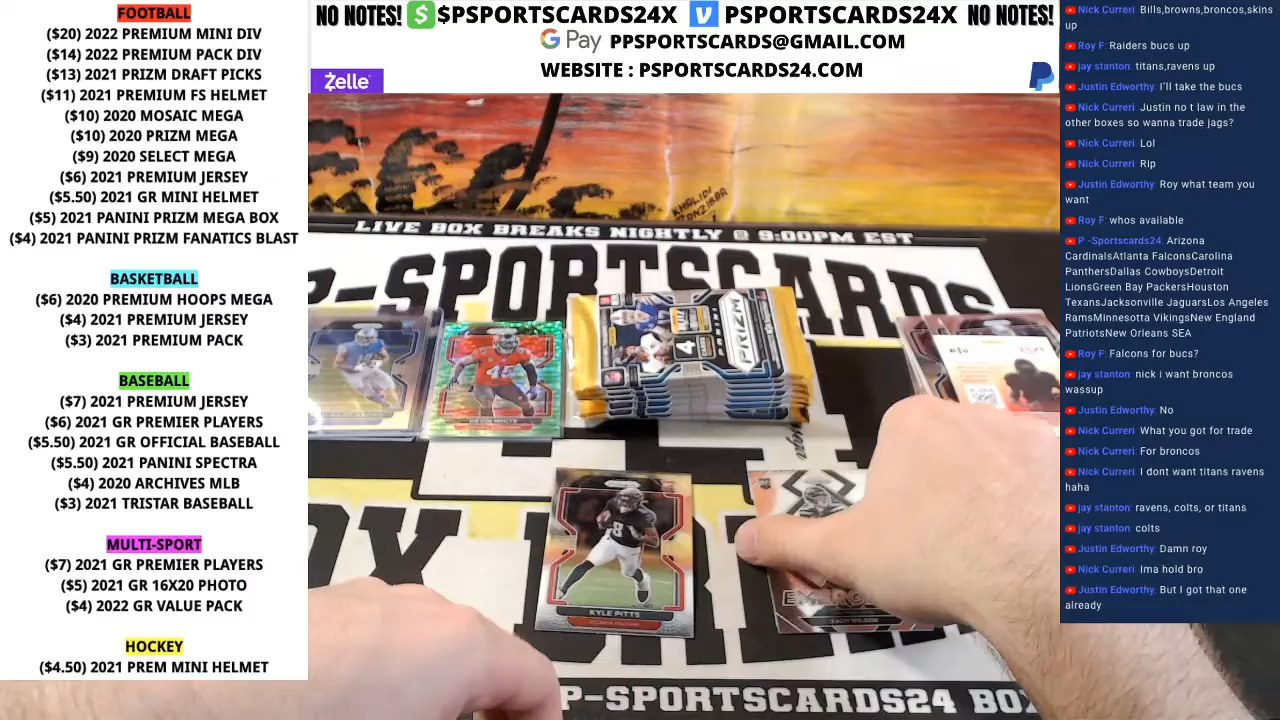 FOOTBALL
($20) 2022 PREMIUM MINI DIV
($14) 2022 PREMIUM PACK DIV
($13) 2021 PRIZM DRAFT PICKS
($11) 2021 PREMIUM FS HELMET
($10) 2020 MOSAIC MEGA
($10) 2020 PRIZM MEGA
($9) 2020 SELECT MEGA
($6) 2021 PREMIUM JERSEY
($5.50) 2021 GR MINI HELMET
($5) 2021 PANINI PRIZM MEGA BOX
($4) 2021 PANINI PRIZM FANATICS BLAST
BASKETBALL
($6) 2020 PREMIUM HOOPS MEGA
($4) 2021 PREMIUM JERSEY
($3) 2021 PREMIUM PACK
BASEBALL
($7) 2021 PREMIUM JERSEY
($6) 2021 GR PREMIER PLAYERS
($5.50) 2021 GR OFFICIAL BASEBALL
($5.50) 2021 PANINI SPECTRA
($4) 2020 ARCHIVES MLB
($3) 2021 TRISTAR BASEBALL
MULTI-SPORT
($7) 2021 GR PREMIER PLAYERS
($5) 2021 GR 16X20 PHOTO
($4) 2022 GR VALUE PACK
HOCKEY
($4.50) 2021 PREM MINI HELMET
NO NOTES! $ $PSPORTSCARDS24X V PSPORTSCARDS24X NO NOTES!
G Pay PPSPORTSCARDS@GMAIL.COM
WEBSITE : PSPORTSCARDS24.COM
Zelle
KHALIDI
ZANZIBAR
LIVE BOX BREAKS NIGHTLY @ 9:00PM EST
P-SPORTSCARDS
PRIZM
PANINI
4
KYLE PITTS
ATLANTA FALCONS
ZACH WILSON
P-SPORTSCARDS24 BO
Nick Curreri: Bills,browns,broncos,skins
up
Roy F: Raiders bucs up
jay stanton: titans,ravens up
Justin Edworthy: I'll take the bucs
Nick Curreri: Justin no t law in the
other boxes so wanna trade jags?
Nick Curreri: Lol
Nick Curreri: Rip
Justin Edworthy: Roy what team you
want
Roy F: whos available
P -Sportscards24: Arizona
CardinalsAtlanta FalconsCarolina
PanthersDallas CowboysDetroit
LionsGreen Bay PackersHouston
TexansJacksonville JaguarsLos Angeles
RamsMinnesota VikingsNew England
PatriotsNew Orleans SEA
Roy F: Falcons for bucs?
jay stanton: nick i want broncos
wassup
Justin Edworthy: No
Nick Curreri: What you got for trade
Nick Curreri: For broncos
Nick Curreri: I dont want titans ravens
haha
jay stanton: ravens, colts, or titans
jay stanton: colts
Justin Edworthy: Damn roy
Nick Curreri: Ima hold bro
Justin Edworthy: But I got that one
already